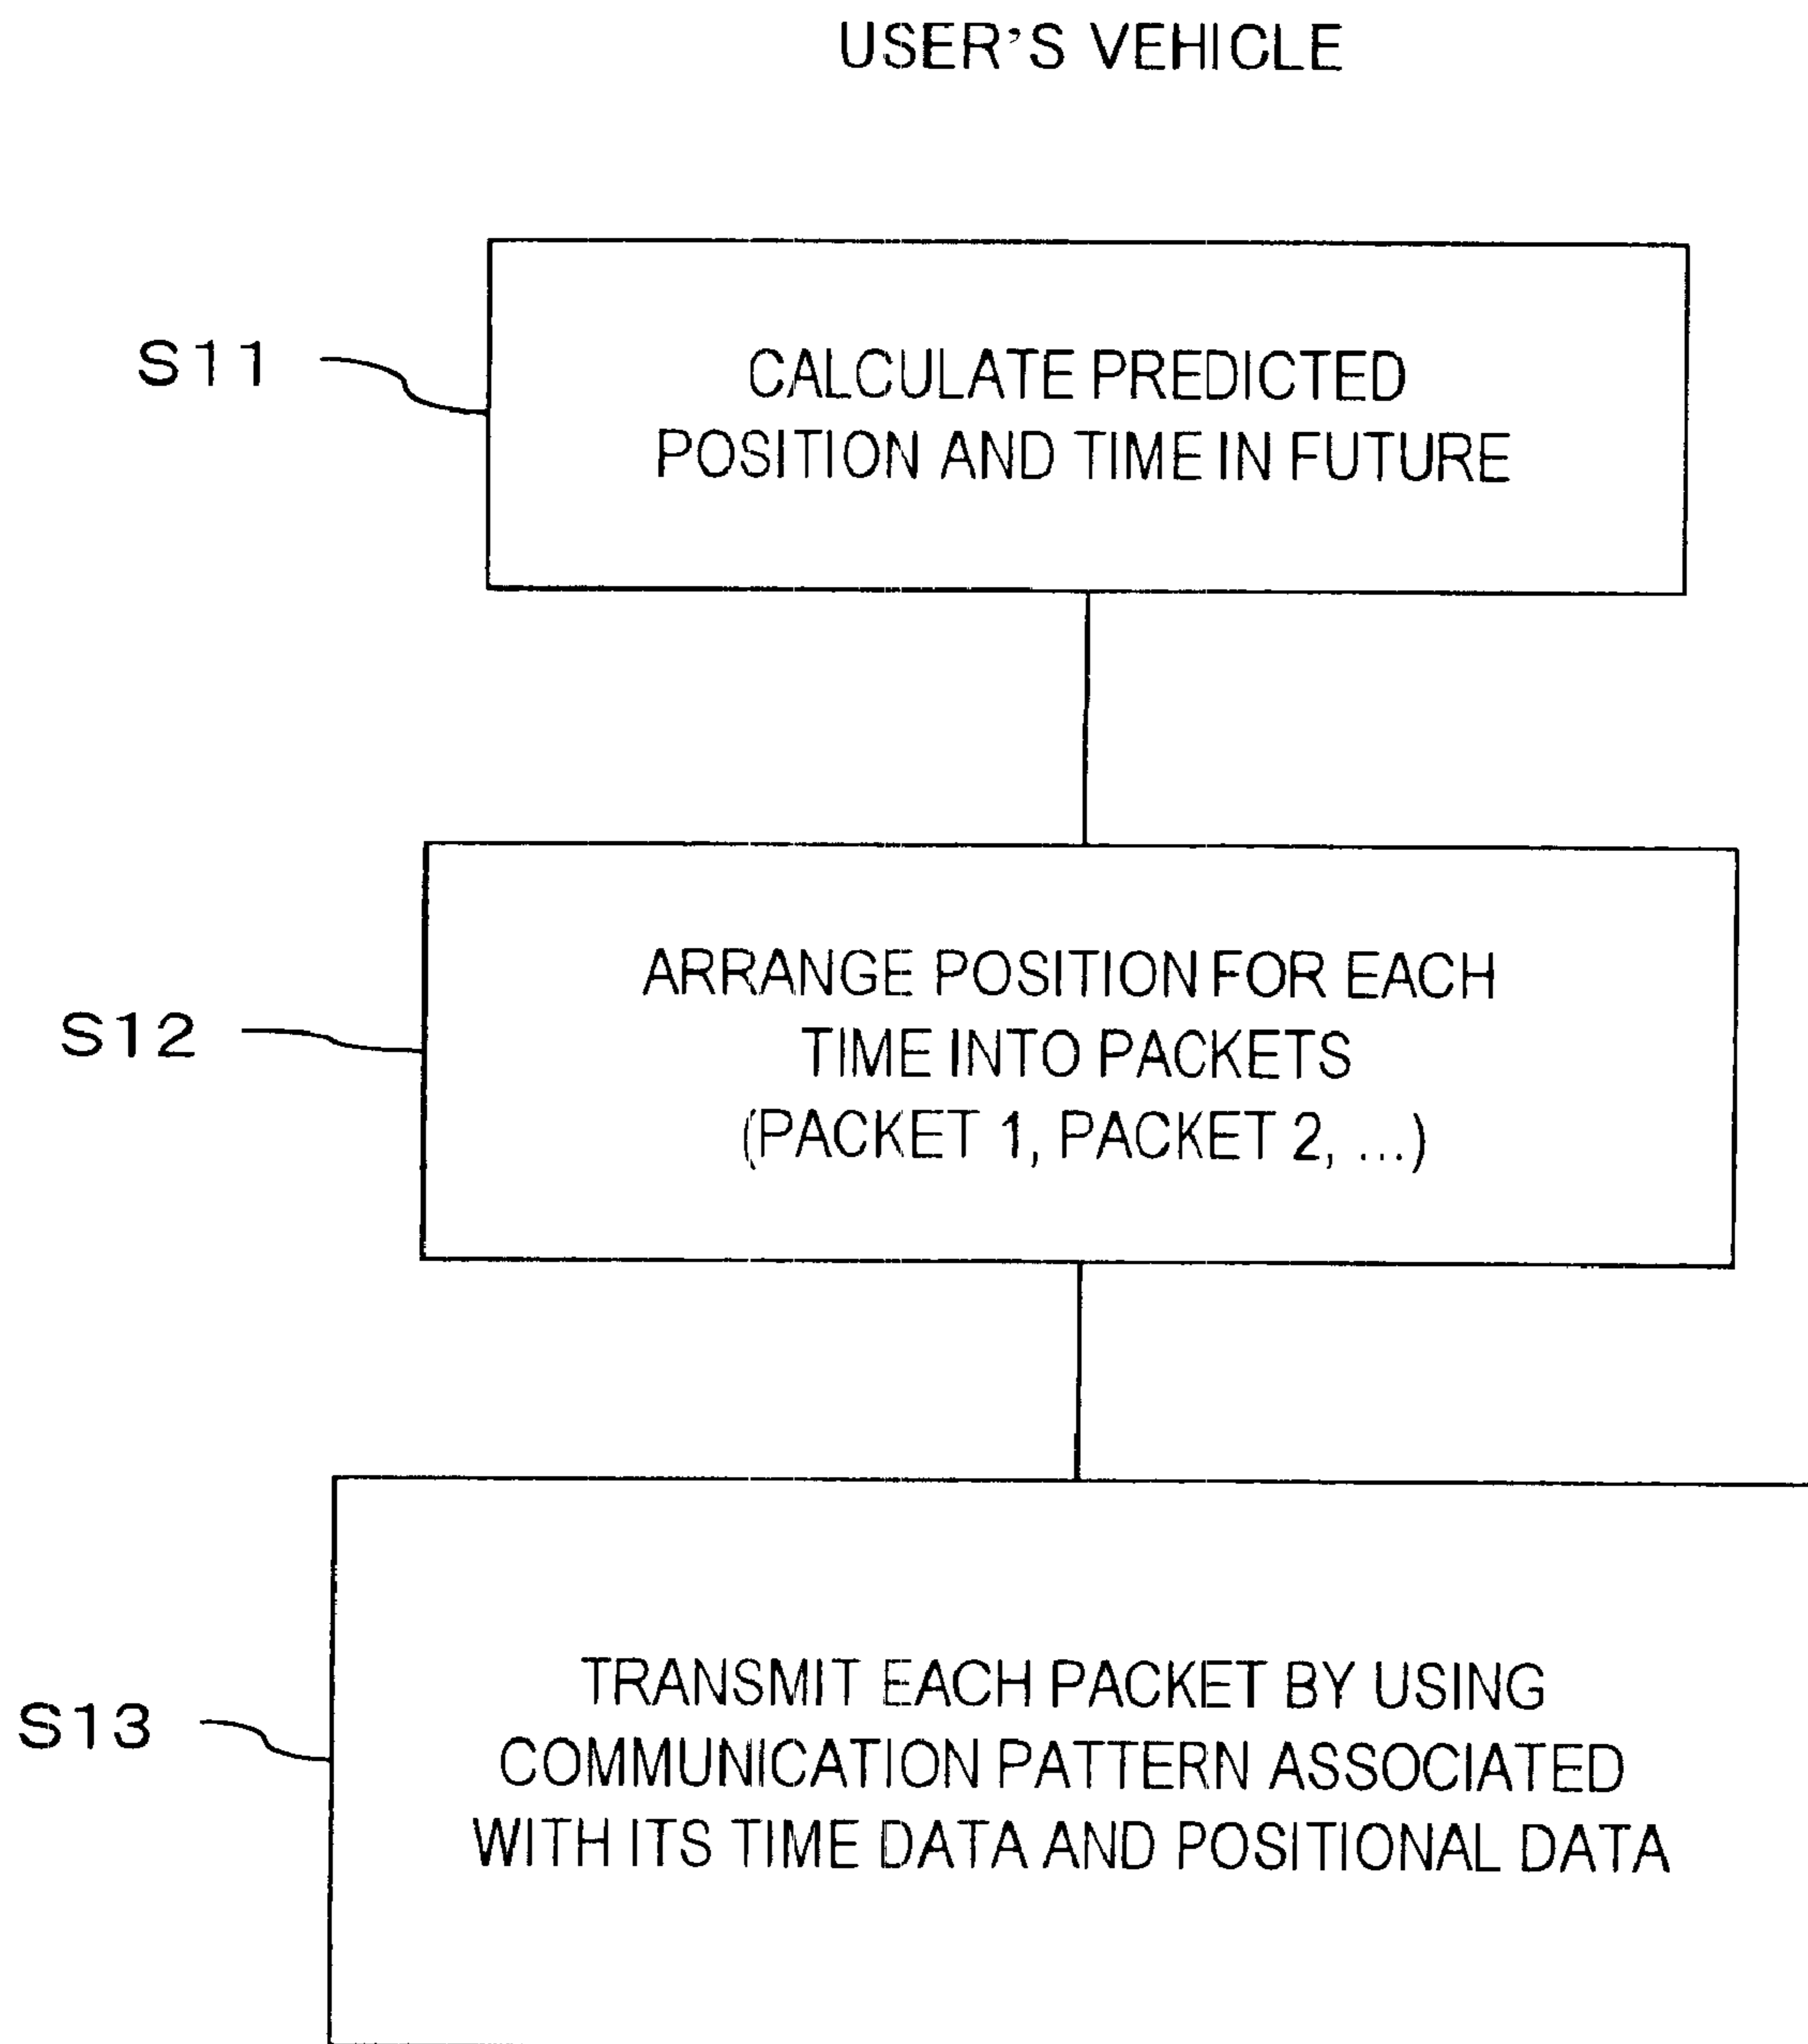 USER'S VEHICLE
S11
CALCULATE PREDICTED
POSITION AND TIME IN FUTURE
S12
ARRANGE POSITION FOR EACH
TIME INTO PACKETS
(PACKET 1, PACKET 2, ...)
S13
TRANSMIT EACH PACKET BY USING
COMMUNICATION PATTERN ASSOCIATED
WITH ITS TIME DATA AND POSITIONAL DATA